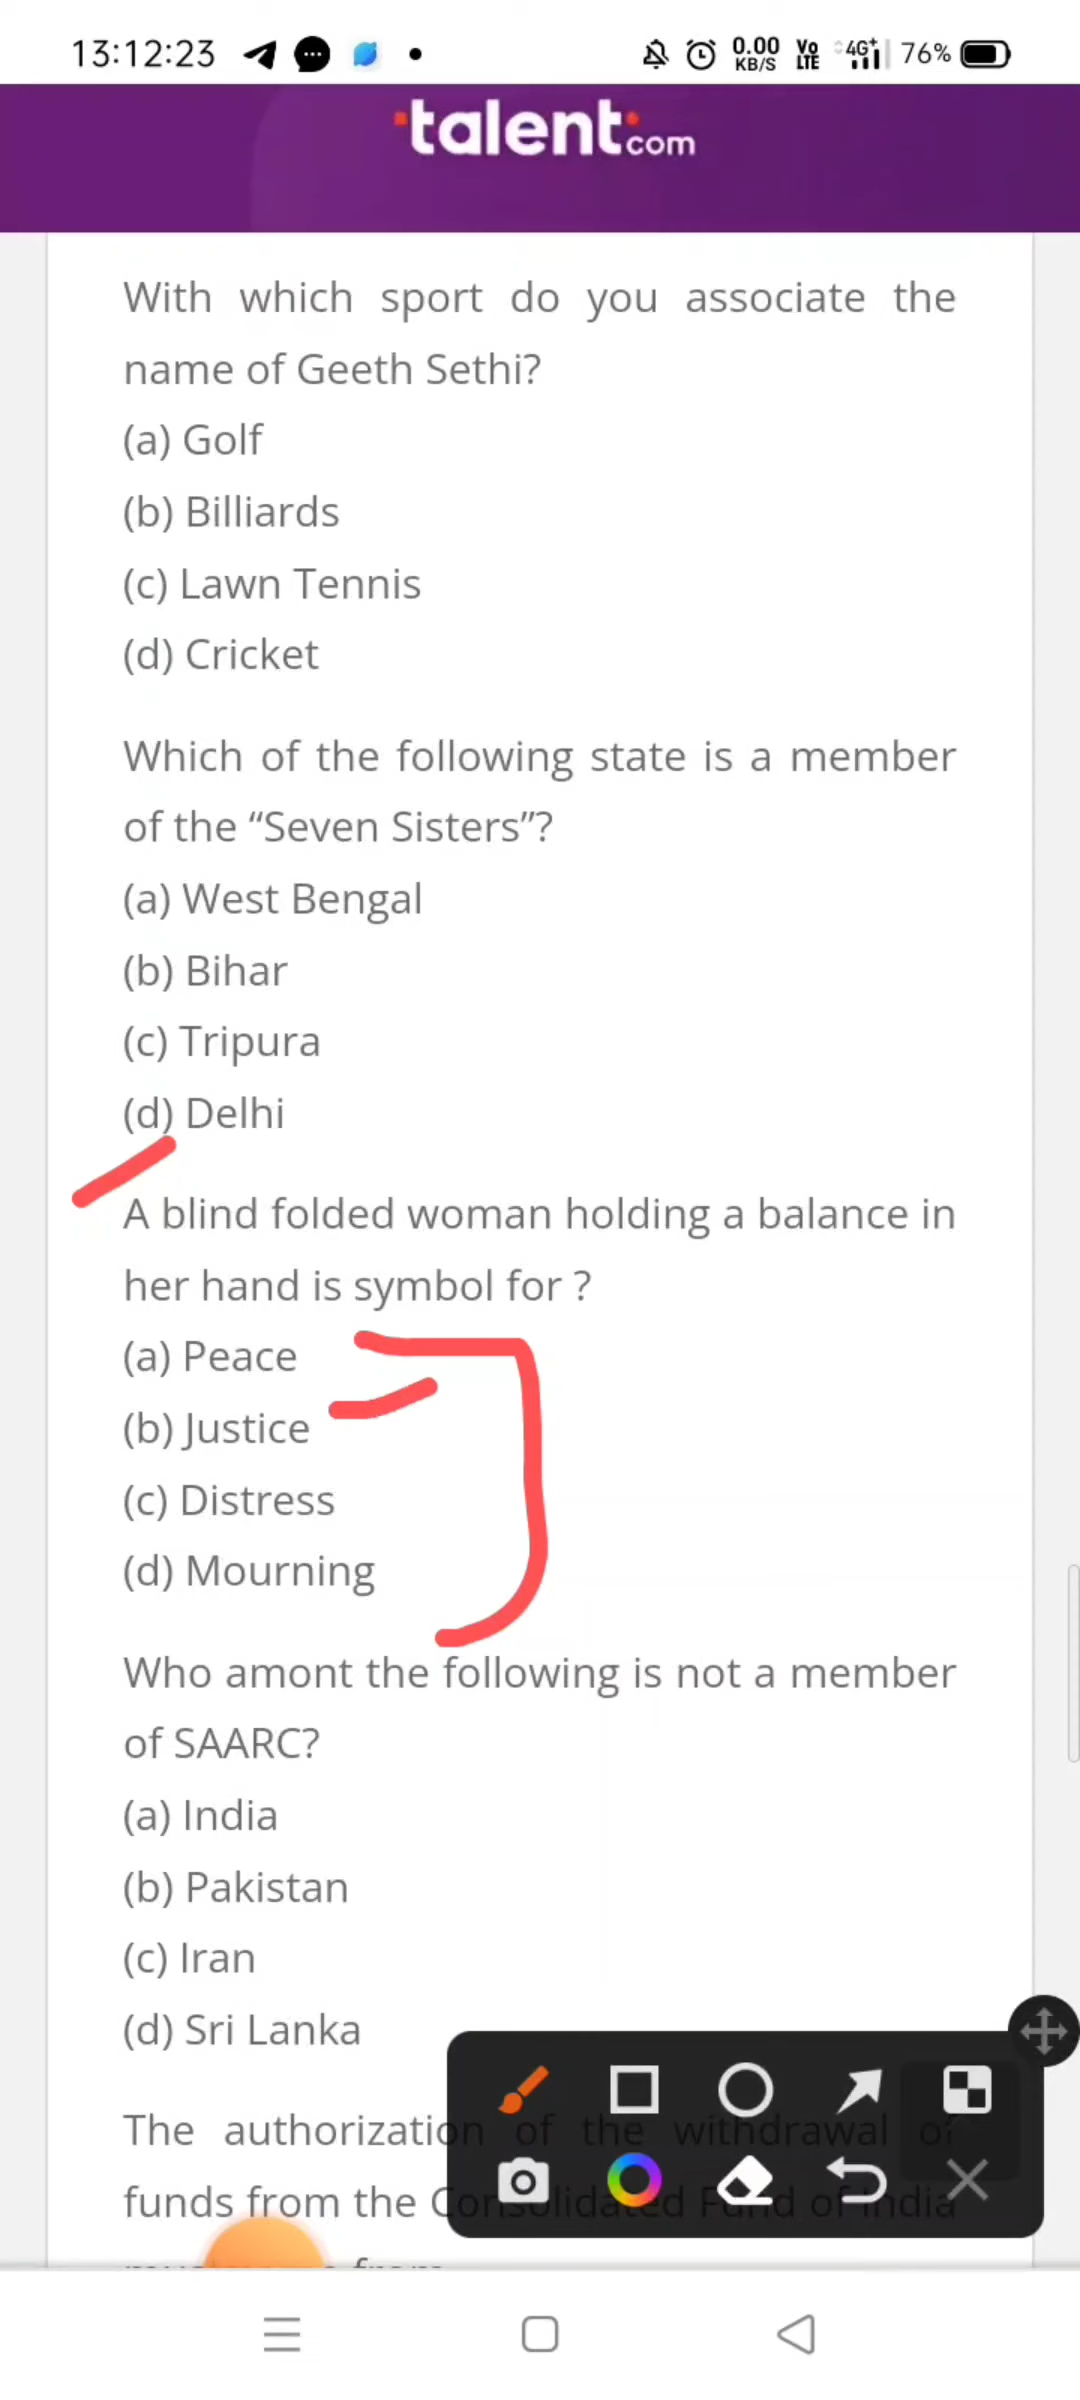 13:12:23 0.00 KB/S Vo LTE 4G+ 76%
talent.com
With which sport do you associate the
name of Geeth Sethi?
(a) Golf
(b) Billiards
(c) Lawn Tennis
(d) Cricket
Which of the following state is a member
of the “Seven Sisters”?
(a) West Bengal
(b) Bihar
(c) Tripura
(d) Delhi
A blind folded woman holding a balance in
her hand is symbol for ?
(a) Peace
(b) Justice
(c) Distress
(d) Mourning
Who amont the following is not a member
of SAARC?
(a) India
(b) Pakistan
(c) Iran
(d) Sri Lanka
The authorization of the withdrawal of
funds from the Consolidated Fund of India